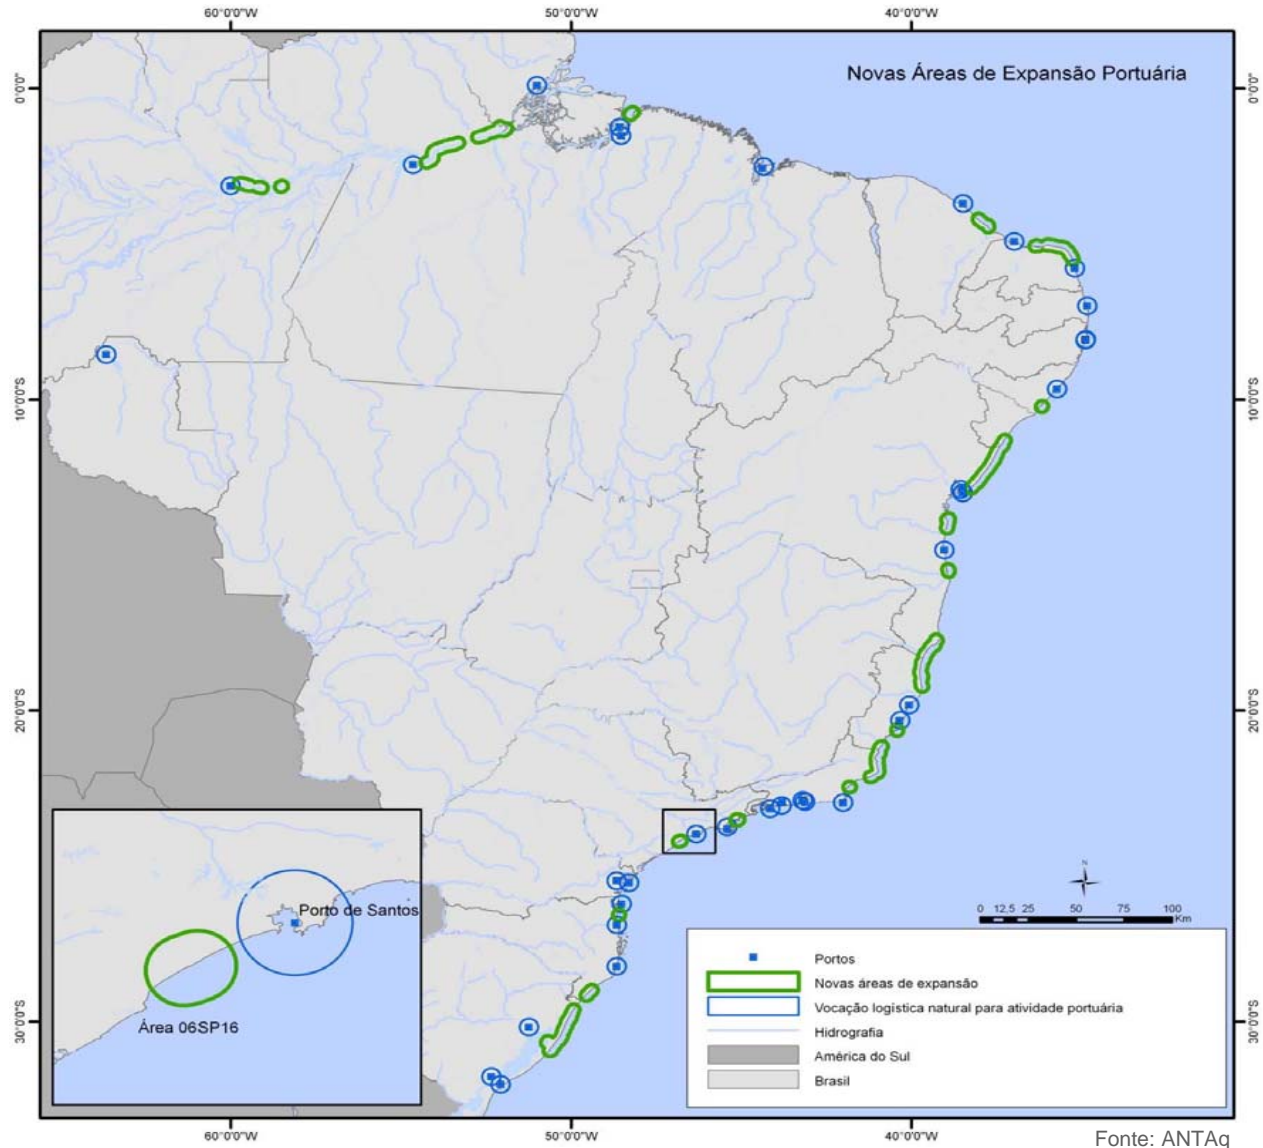 60°0'0"W 50°0'0"W 40°0'0"W
Novas Áreas de Expansão Portuária
0°0'0" 0°0'0"
10°0'0"S 10°0'0"S
20°0'0"S 20°0'0"S
30°0'0"S 30°0'0"S
Porto de Santos
Área 06SP16
N
0 12,5 25 50 75 100
Km
Portos
Novas áreas de expansão
Vocação logística natural para atividade portuária
Hidrografia
América do Sul
Brasil
60°0'0"W 50°0'0"W 40°0'0"W
Fonte: ANTAq